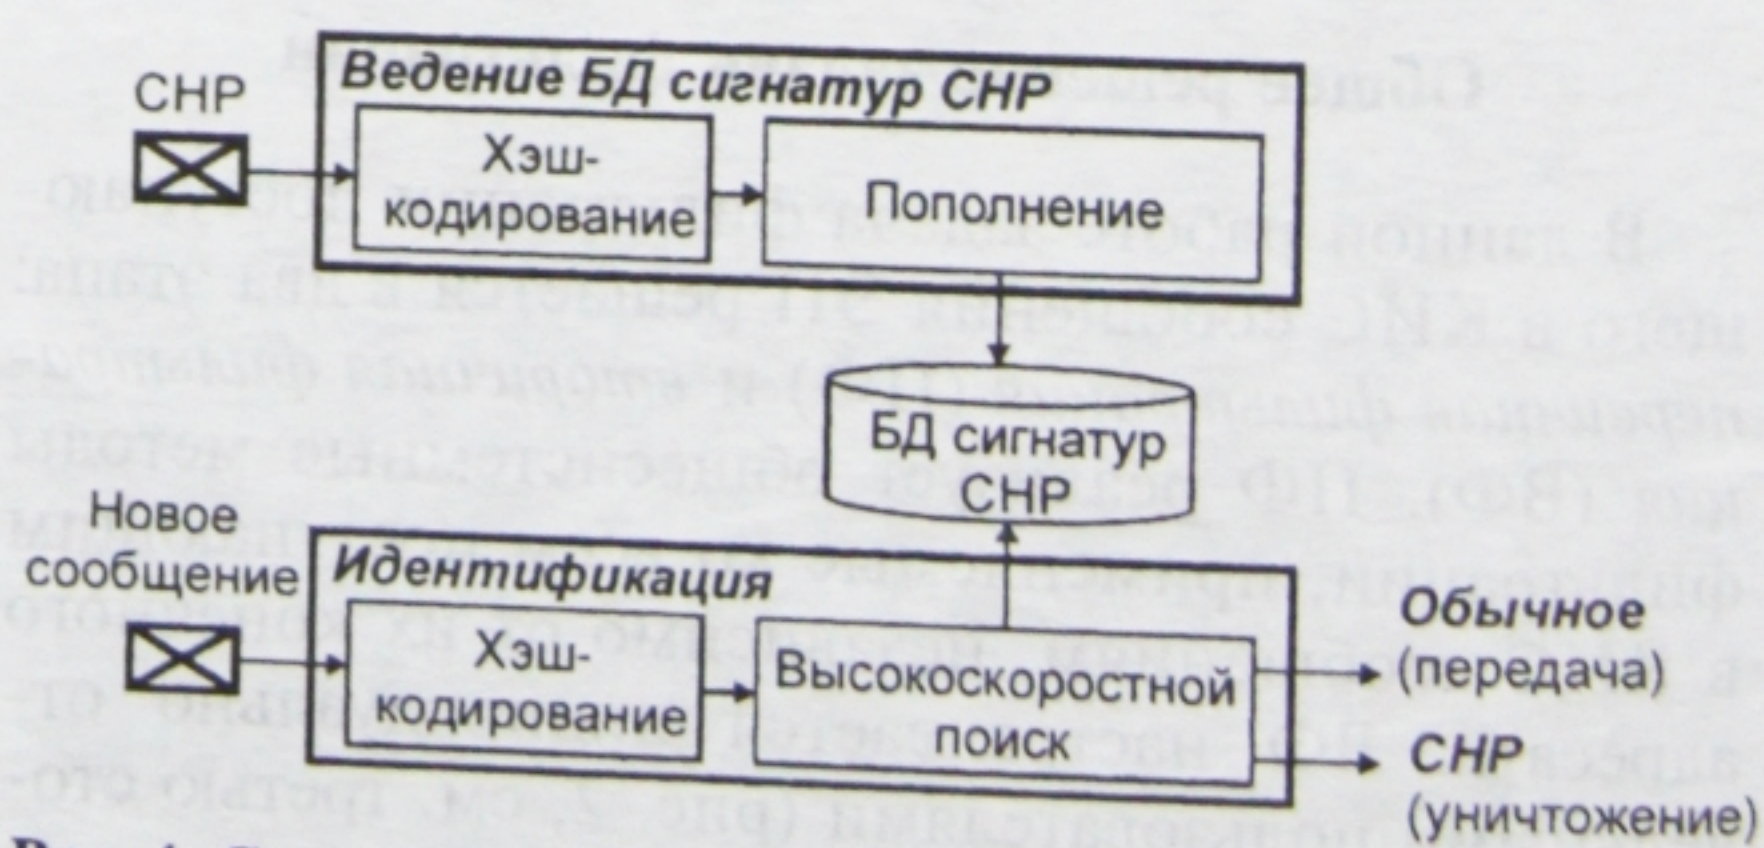 СНР
Ведение БД сигнатур СНР
Хэш-
кодирование
Пополнение
БД сигнатур
СНР
Новое
сообщение
Идентификация
Хэш-
кодирование
Высокоскоростной
поиск
Обычное
(передача)
СНР
(уничтожение)